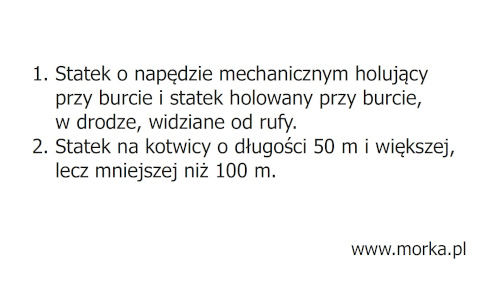 1. Statek o napędzie mechanicznym holujący
przy burcie i statek holowany przy burcie,
w drodze, widziane od rufy.
2. Statek na kotwicy o długości 50 m i większej,
lecz mniejszej niż 100 m.
www.morka.pl